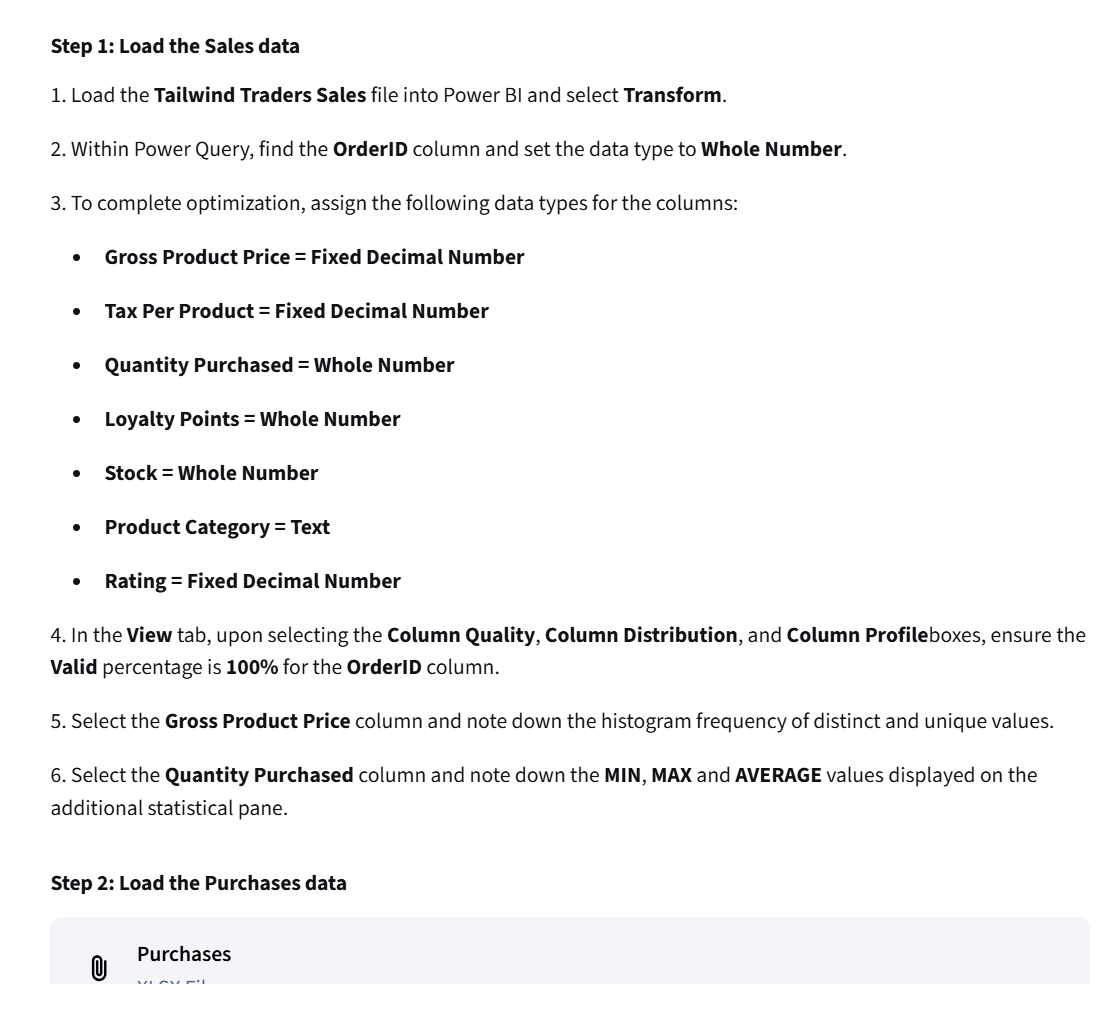 Step 1: Load the Sales data
1. Load the Tailwind Traders Sales file into Power BI and select Transform.
2. Within Power Query, find the OrderID column and set the data type to Whole Number.
3. To complete optimization, assign the following data types for the columns:
• Gross Product Price = Fixed Decimal Number
• Tax Per Product = Fixed Decimal Number
• Quantity Purchased = Whole Number
• Loyalty Points = Whole Number
• Stock = Whole Number
• Product Category = Text
• Rating = Fixed Decimal Number
4. In the View tab, upon selecting the Column Quality, Column Distribution, and Column Profileboxes, ensure the
Valid percentage is 100% for the OrderID column.
5. Select the Gross Product Price column and note down the histogram frequency of distinct and unique values.
6. Select the Quantity Purchased column and note down the MIN, MAX and AVERAGE values displayed on the
additional statistical pane.
Step 2: Load the Purchases data
Purchases